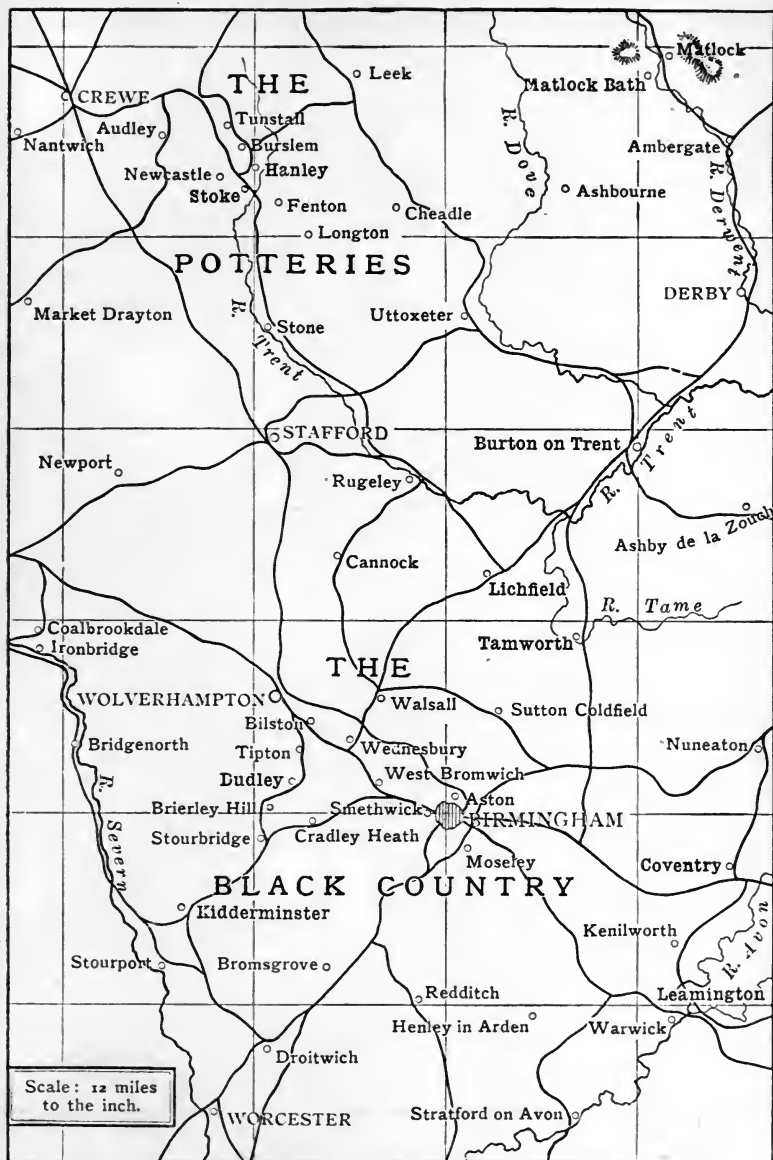 THE
Leek
Matlock
Matlock Bath
CREWE
Tunstall
Audley
Nantwich
Burslem
Ambergate
Hanley
Newcastle
Stoke
R. Dove
R. Derwent
Ashbourne
Fenton
Cheadle
Longton
POTTERIES
DERBY
Market Drayton
R. Trent
Uttoxeter
Stone
STAFFORD
Burton on Trent
R. Trent
Newport
Rugeley
Ashby de la Zouch
Cannock
Lichfield
R. Tame
Coalbrookdale
Ironbridge
Tamworth
THE
WOLVERHAMPTON
Walsall
Sutton Coldfield
Bilston
Bridgenorth
Tipton
Wednesbury
Nuneaton
Dudley
West Bromwich
R. Severn
Aston
Brierley Hill
Smethwick
BIRMINGHAM
Stourbridge
Cradley Heath
Moseley
Coventry
BLACK COUNTRY
Kidderminster
Kenilworth
R. Avon
Stourport
Bromsgrove
Redditch
Leamington
Henley in Arden
Warwick
Droitwich
Scale: 12 miles
to the inch.
WORCESTER
Stratford on Avon